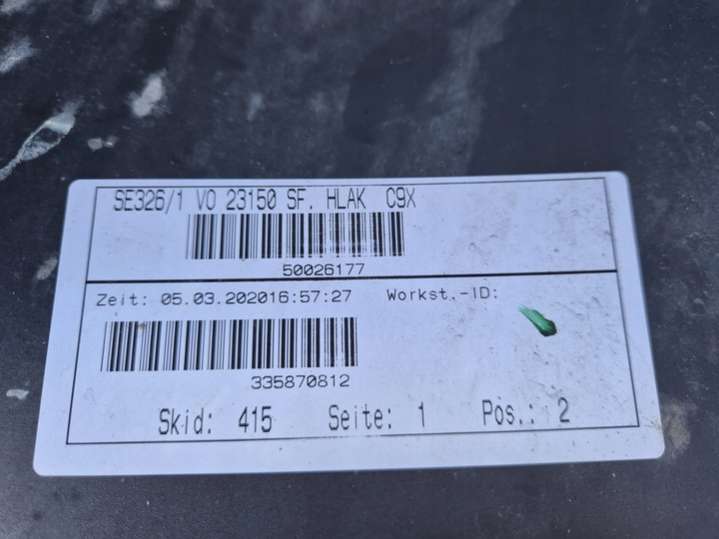 SE326/1 VO 23150 SF. HLAK C9X
50026177
Zeit: 05.03.202016:57:27 Workst.-ID:
335870812
Skid: 415 Seite: 1 Pos.: 2